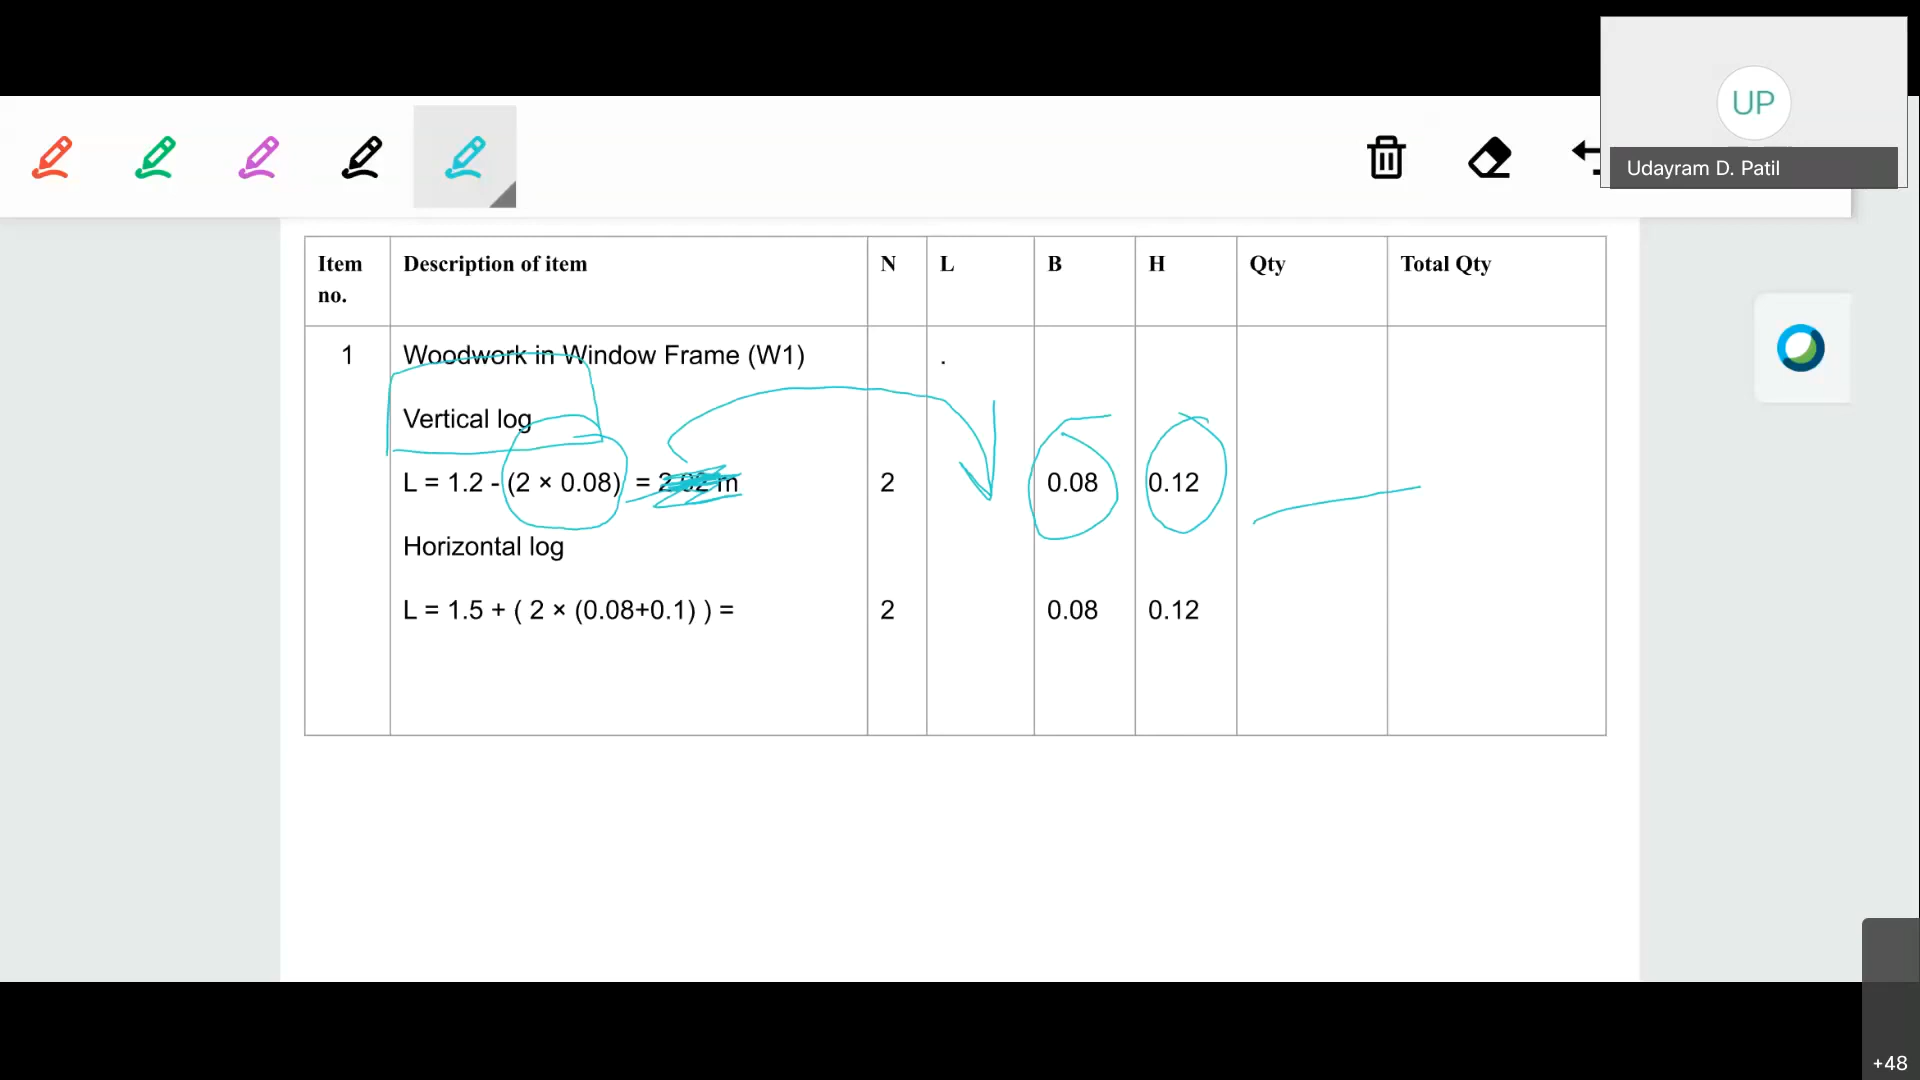 UP
Udayram D. Patil
Item no. Description of item N L B H Qty Total Qty
1 Woodwork in Window Frame (W1) .
Vertical log
L = 1.2 - (2 × 0.08) = m 2 0.08 0.12
Horizontal log
L = 1.5 + ( 2 × (0.08+0.1) ) = 2 0.08 0.12
+48